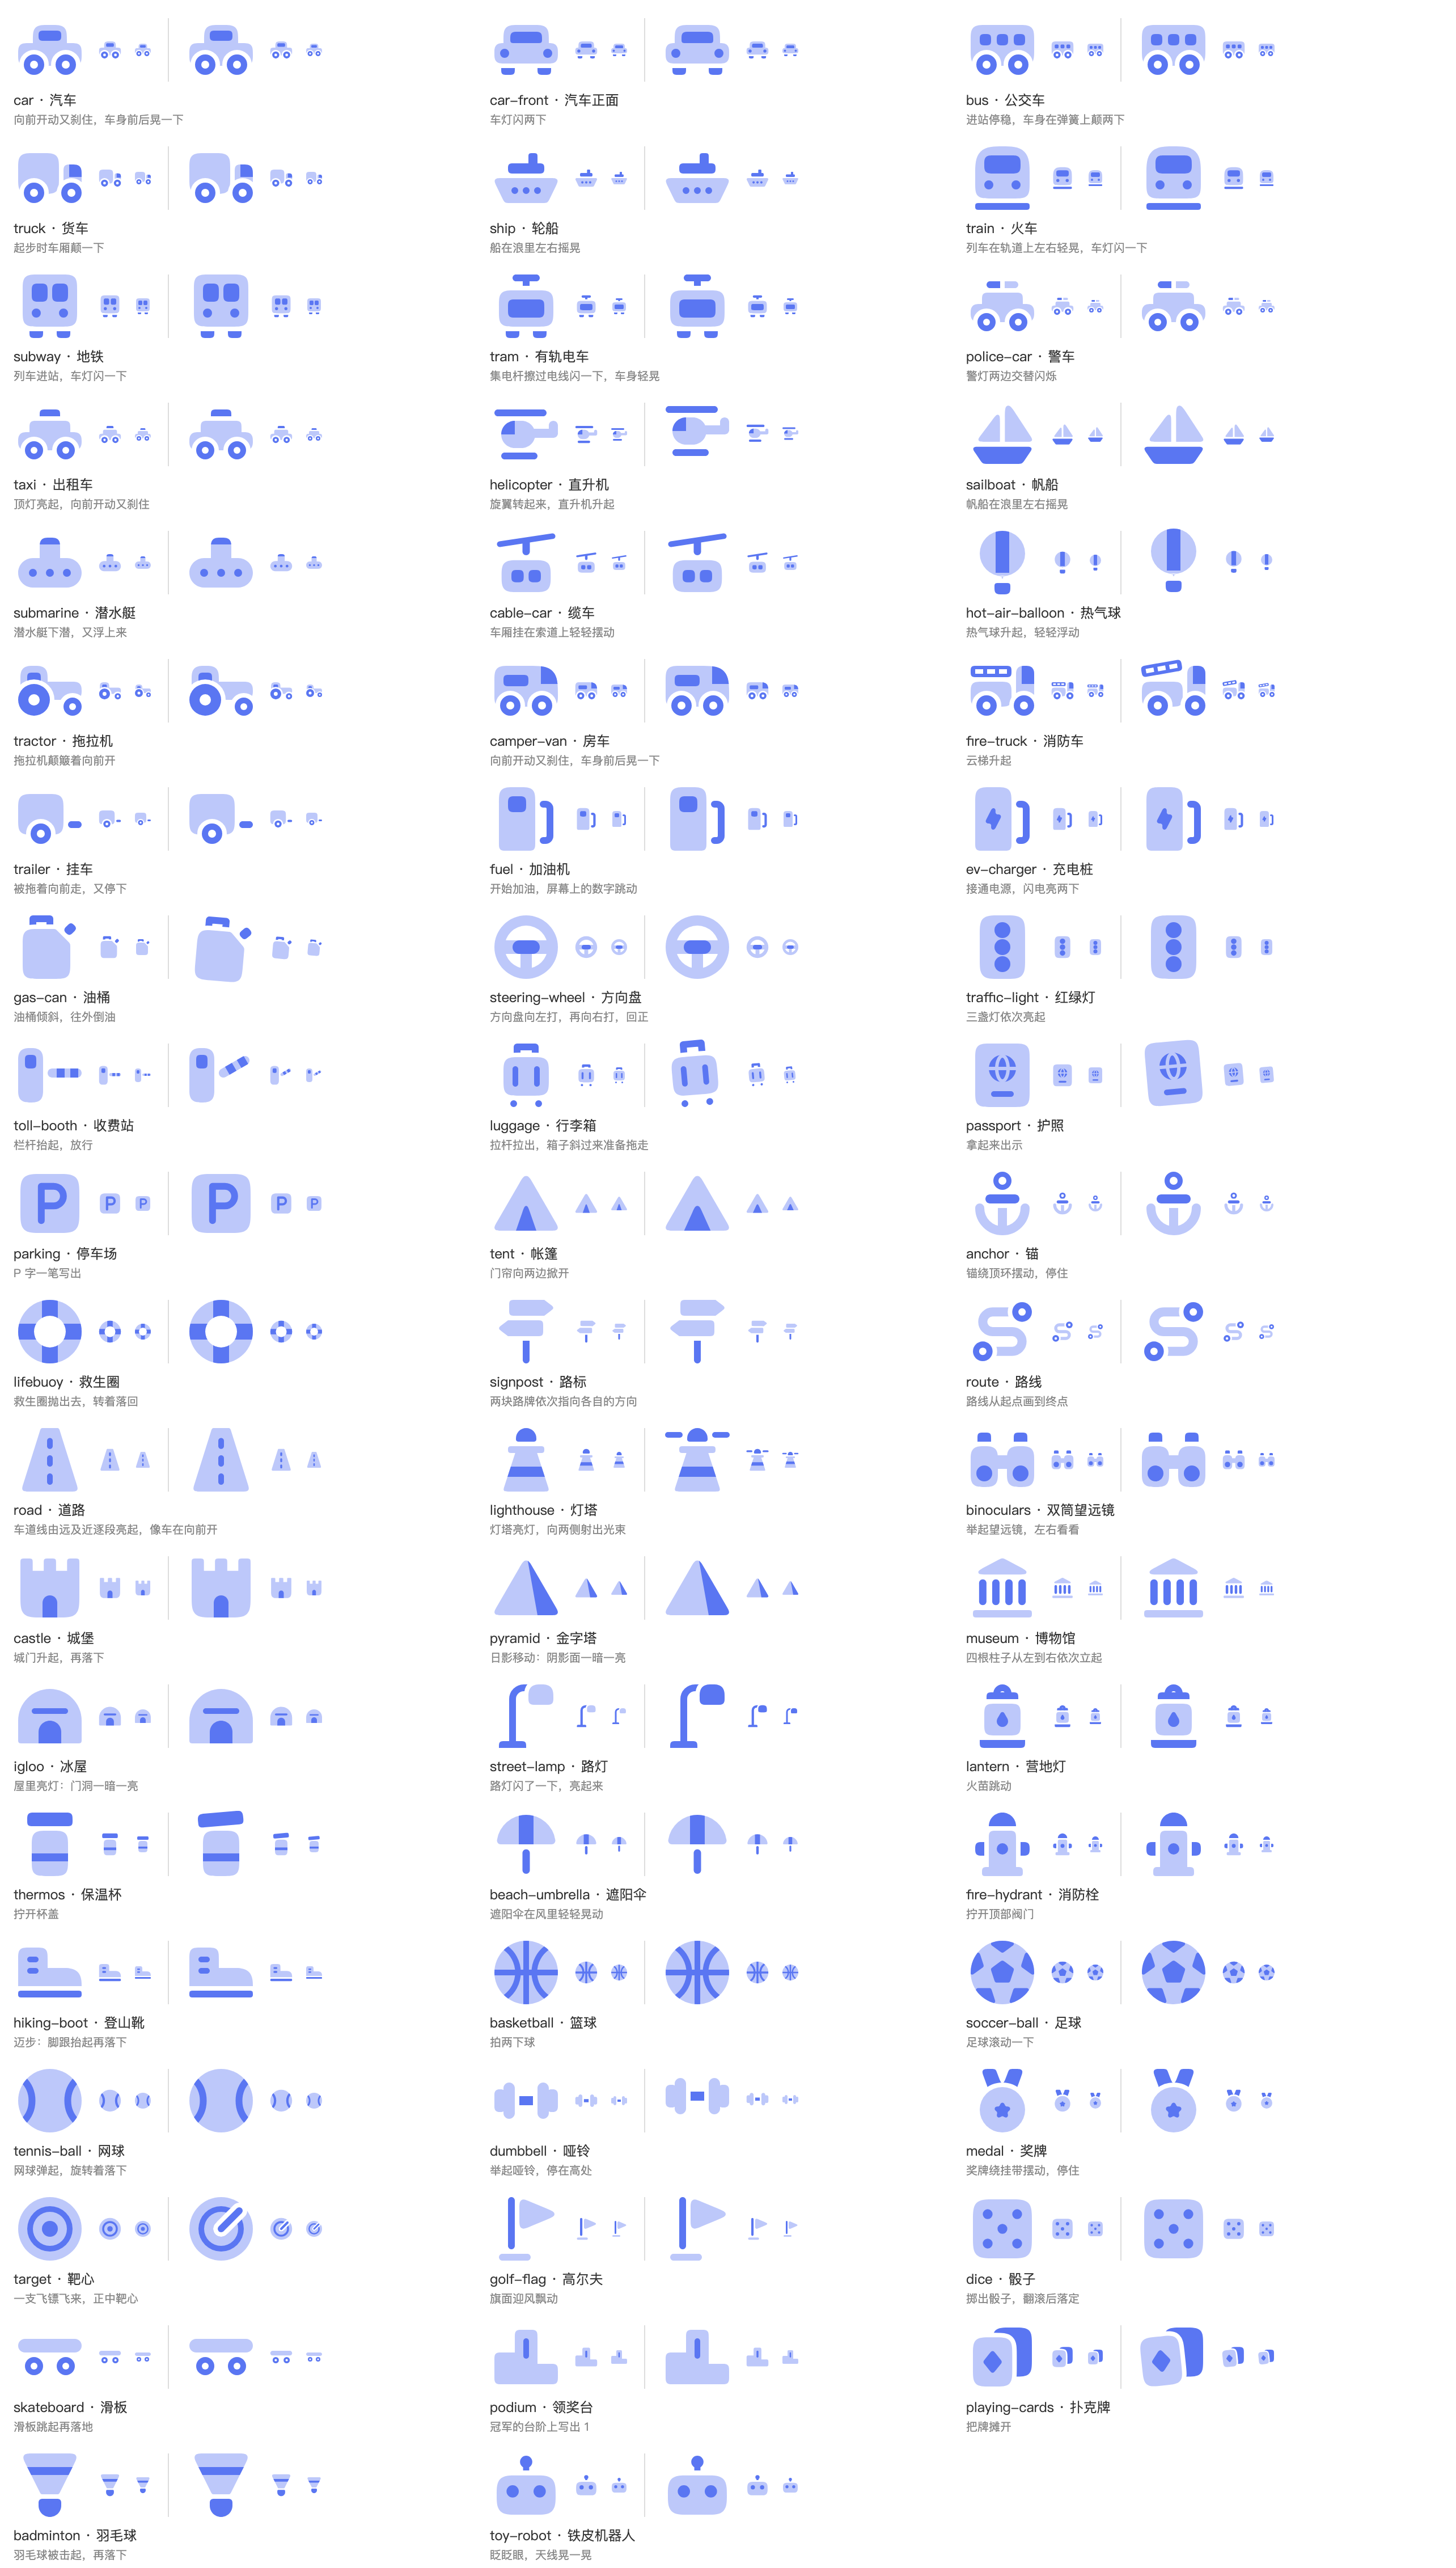 car · 汽车
向前开动又刹住，车身前后晃一下
car-front · 汽车正面
车灯闪两下
bus · 公交车
进站停稳，车身在弹簧上颠两下
truck · 货车
起步时车厢颠一下
ship · 轮船
船在浪里左右摇晃
train · 火车
列车在轨道上左右轻晃，车灯闪一下
subway · 地铁
列车进站，车灯闪一下
tram · 有轨电车
集电杆擦过电线闪一下，车身轻晃
police-car · 警车
警灯两边交替闪烁
taxi · 出租车
顶灯亮起，向前开动又刹住
helicopter · 直升机
旋翼转起来，直升机升起
sailboat · 帆船
帆船在浪里左右摇晃
submarine · 潜水艇
潜水艇下潜，又浮上来
cable-car · 缆车
车厢挂在索道上轻轻摆动
hot-air-balloon · 热气球
热气球升起，轻轻浮动
tractor · 拖拉机
拖拉机颠簸着向前开
camper-van · 房车
向前开动又刹住，车身前后晃一下
fire-truck · 消防车
云梯升起
trailer · 挂车
被拖着向前走，又停下
fuel · 加油机
开始加油，屏幕上的数字跳动
ev-charger · 充电桩
接通电源，闪电亮两下
gas-can · 油桶
油桶倾斜，往外倒油
steering-wheel · 方向盘
方向盘向左打，再向右打，回正
traffic-light · 红绿灯
三盏灯依次亮起
toll-booth · 收费站
栏杆抬起，放行
luggage · 行李箱
拉杆拉出，箱子斜过来准备拖走
passport · 护照
拿起来出示
P
P
P
P
P
P
parking · 停车场
P 字一笔写出
tent · 帐篷
门帘向两边掀开
anchor · 锚
锚绕顶环摆动，停住
lifebuoy · 救生圈
救生圈抛出去，转着落回
signpost · 路标
两块路牌依次指向各自的方向
route · 路线
路线从起点画到终点
road · 道路
车道线由远及近逐段亮起，像车在向前开
lighthouse · 灯塔
灯塔亮灯，向两侧射出光束
binoculars · 双筒望远镜
举起望远镜，左右看看
castle · 城堡
城门升起，再落下
pyramid · 金字塔
日影移动：阴影面一暗一亮
museum · 博物馆
四根柱子从左到右依次立起
igloo · 冰屋
屋里亮灯：门洞一暗一亮
street-lamp · 路灯
路灯闪了一下，亮起来
lantern · 营地灯
火苗跳动
thermos · 保温杯
拧开杯盖
beach-umbrella · 遮阳伞
遮阳伞在风里轻轻晃动
fire-hydrant · 消防栓
拧开顶部阀门
hiking-boot · 登山靴
迈步：脚跟抬起再落下
basketball · 篮球
拍两下球
soccer-ball · 足球
足球滚动一下
tennis-ball · 网球
网球弹起，旋转着落下
dumbbell · 哑铃
举起哑铃，停在高处
medal · 奖牌
奖牌绕挂带摆动，停住
target · 靶心
一支飞镖飞来，正中靶心
golf-flag · 高尔夫
旗面迎风飘动
dice · 骰子
掷出骰子，翻滚后落定
skateboard · 滑板
滑板跳起再落地
podium · 领奖台
冠军的台阶上写出 1
playing-cards · 扑克牌
把牌摊开
badminton · 羽毛球
羽毛球被击起，再落下
toy-robot · 铁皮机器人
眨眨眼，天线晃一晃